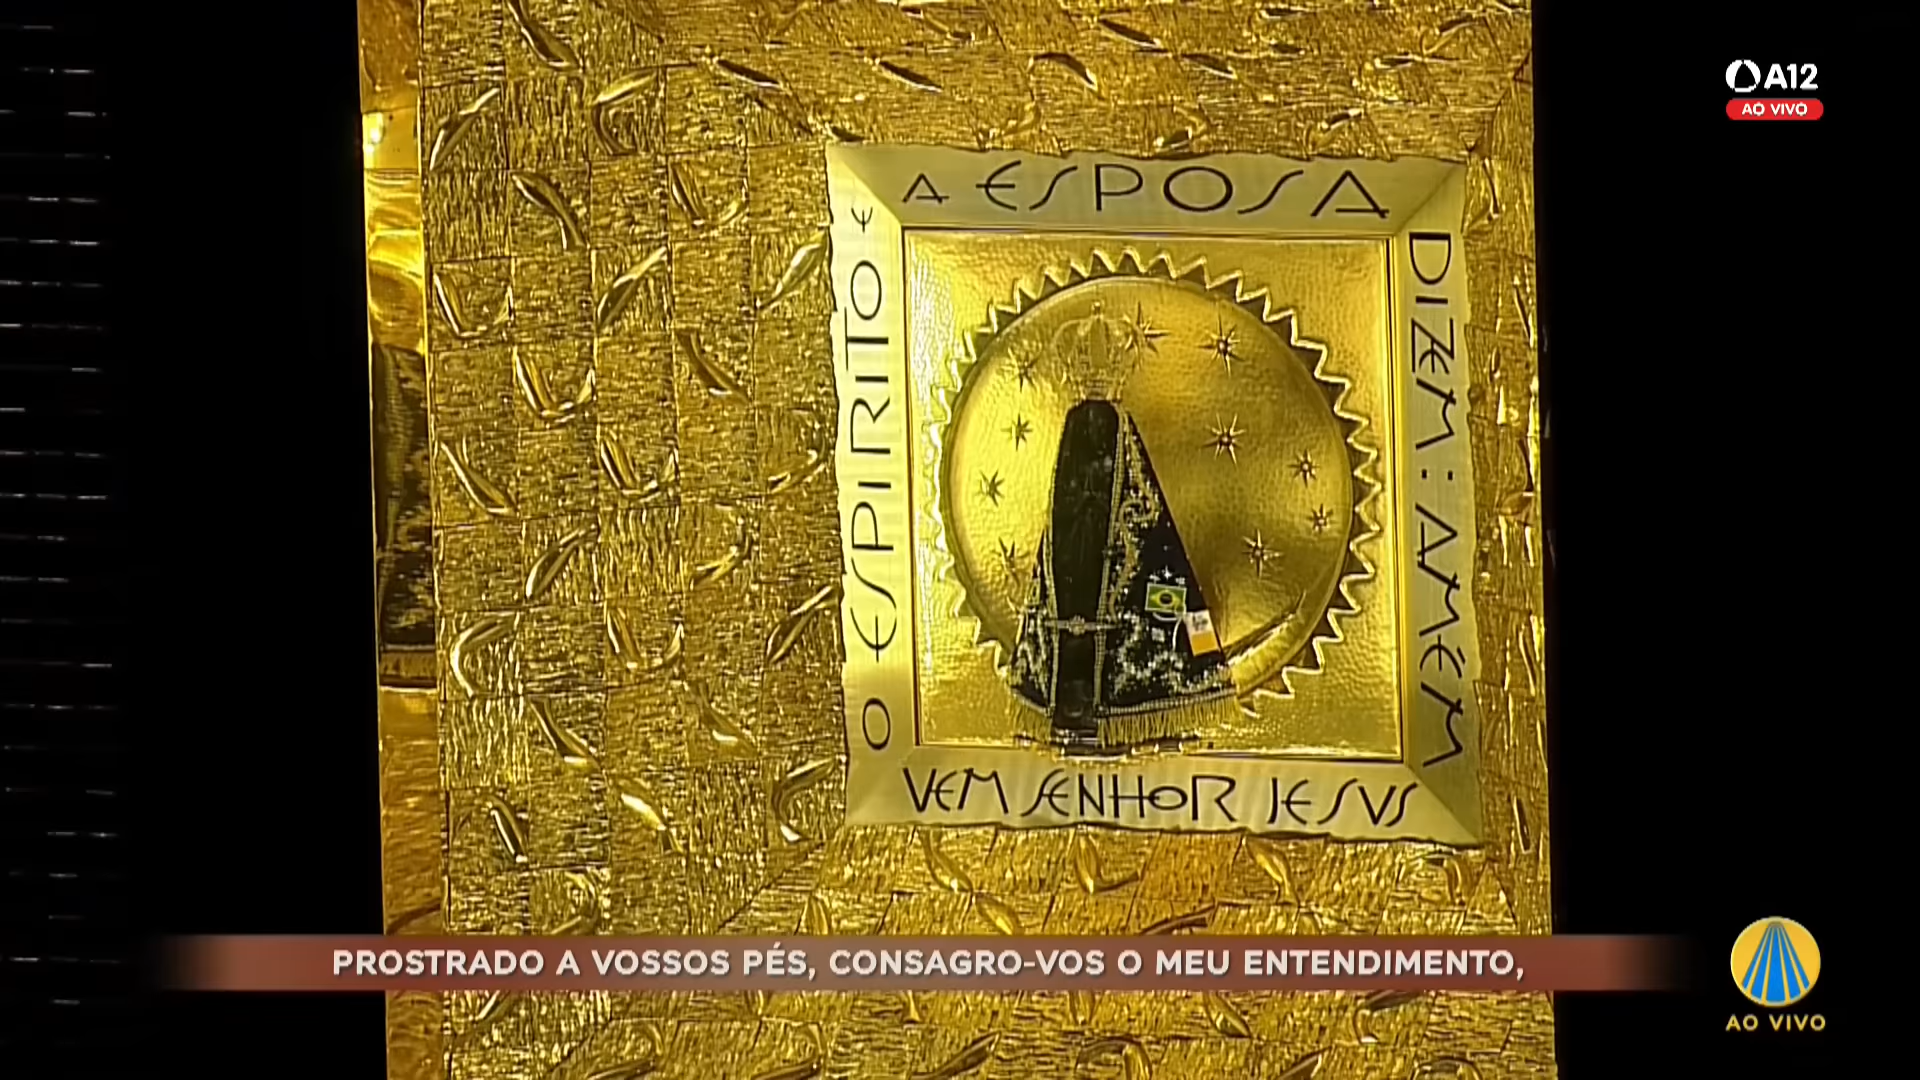 A12
AO VIVO
O ESPIRITO E
A ESPOSA
DIZEM: AMÉM
VEM SENHOR JESUS
PROSTRADO A VOSSOS PÉS, CONSAGRO-VOS O MEU ENTENDIMENTO,
AO VIVO